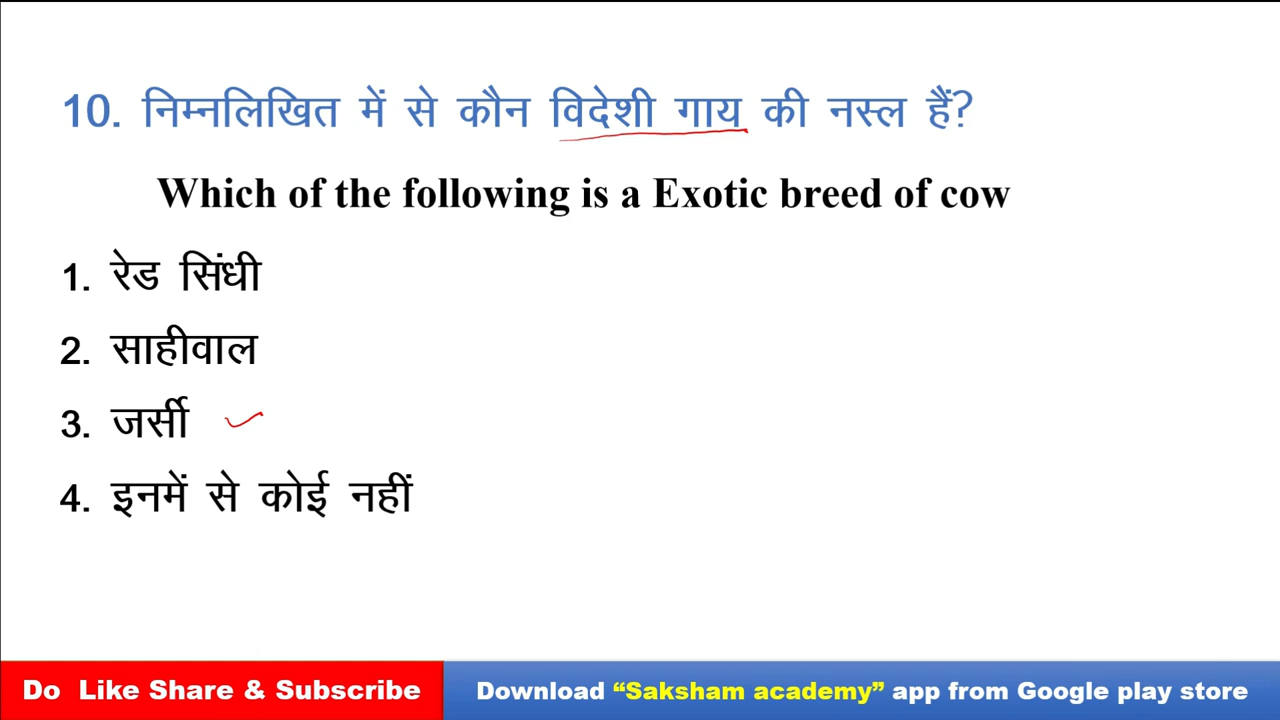 10. निम्नलिखित में से कौन विदेशी गाय की नस्ल हैं?
Which of the following is a Exotic breed of cow
1. रेड सिंधी
2. साहीवाल
3. जर्सी
4. इनमें से कोई नहीं
Do Like Share & Subscribe
Download “Saksham academy” app from Google play store